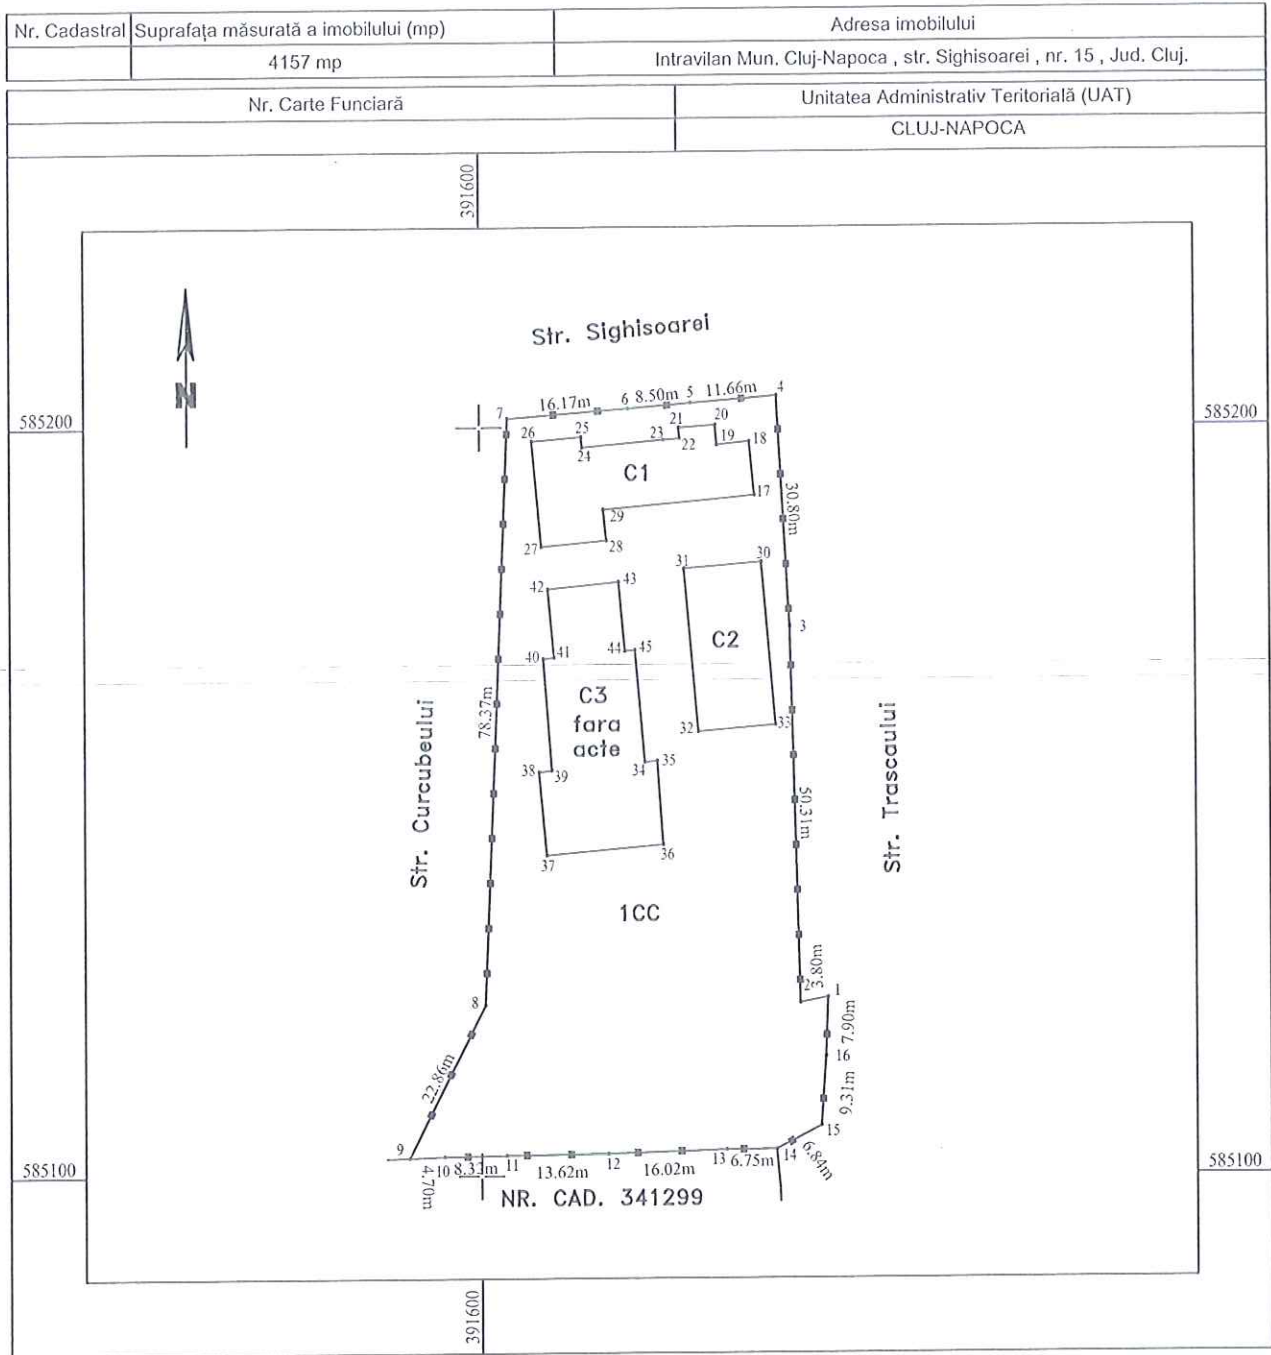 Nr. Cadastral Suprafaţa măsurată a imobilului (mp) Adresa imobilului
4157 mp Intravilan Mun. Cluj-Napoca , str. Sighisoarei , nr. 15 , Jud. Cluj.
Nr. Carte Funciară Unitatea Administrativ Teritorială (UAT)
CLUJ-NAPOCA
391600
Str. Sighisoarei
N
585200 585200
7 16.17m 6 8.50m 5 11.66m 4
26 25 24 23 21 22 20 19 18
C1
17
30.80m
29
27 28
31 30
42 43
3
C2
40 41 44 45
C3
fara
acte
78.37m
Str. Curcubeului
Str. Trascaului
32 33
38 39 34 35
50.31m
37 36
1CC
3.80m
8 2 1
7.90m
16
22.86m
9.31m
15
9 4.70m 10 8.33m 11 13.62m 12 16.02m 13 6.75m 14 6.84m
585100 585100
NR. CAD. 341299
391600